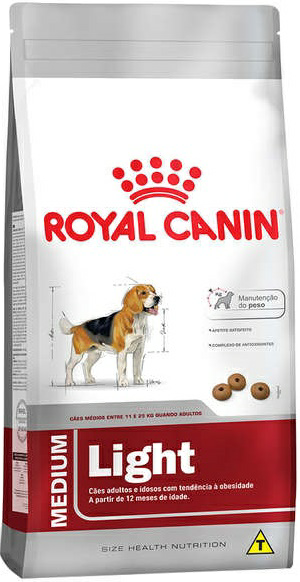 ROYAL CANIN
Manutenção
do peso
APETITE SATISFEITO
COMPLEXO DE ANTIOXIDANTES
CÃES MÉDIOS ENTRE 11 E 25 KG QUANDO ADULTOS
MEDIUM
Light
Cães adultos e idosos com tendência à obesidade
A partir de 12 meses de idade.
SIZE HEALTH NUTRITION
T